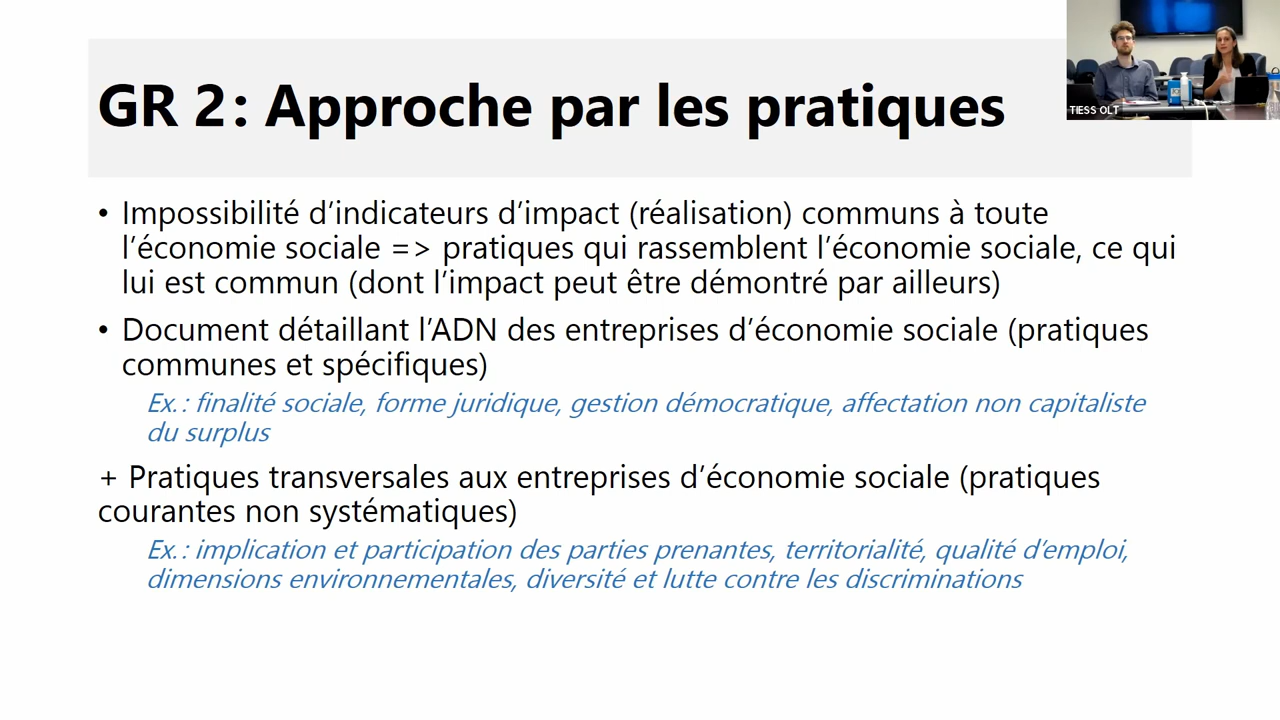 GR 2 : Approche par les pratiques
TIESS OLT
• Impossibilité d’indicateurs d’impact (réalisation) communs à toute
l’économie sociale => pratiques qui rassemblent l’économie sociale, ce qui
lui est commun (dont l’impact peut être démontré par ailleurs)
• Document détaillant l’ADN des entreprises d’économie sociale (pratiques
communes et spécifiques)
Ex. : finalité sociale, forme juridique, gestion démocratique, affectation non capitaliste
du surplus
+ Pratiques transversales aux entreprises d’économie sociale (pratiques
courantes non systématiques)
Ex. : implication et participation des parties prenantes, territorialité, qualité d’emploi,
dimensions environnementales, diversité et lutte contre les discriminations